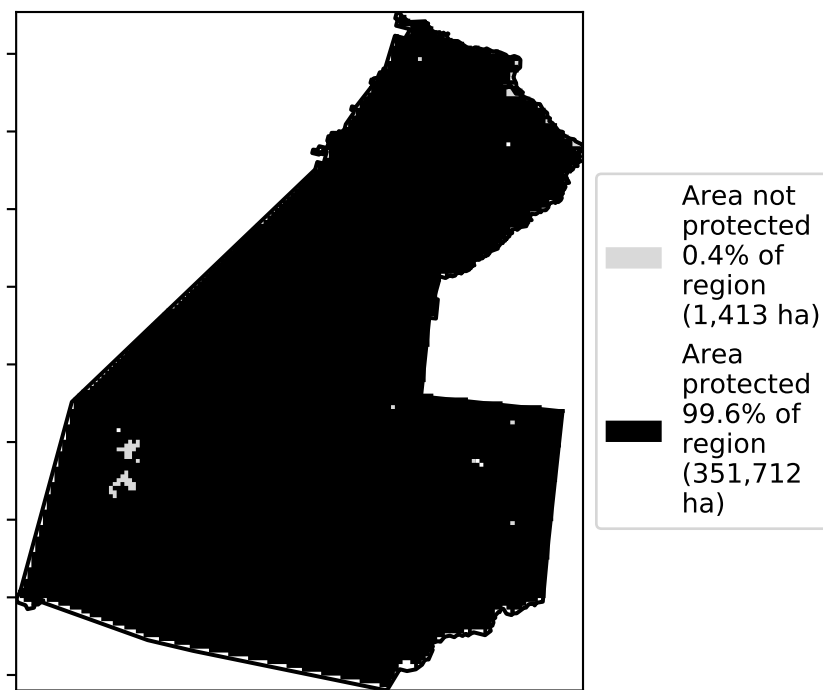 Area not
protected
0.4% of
region
(1,413 ha)
Area
protected
99.6% of
region
(351,712
ha)